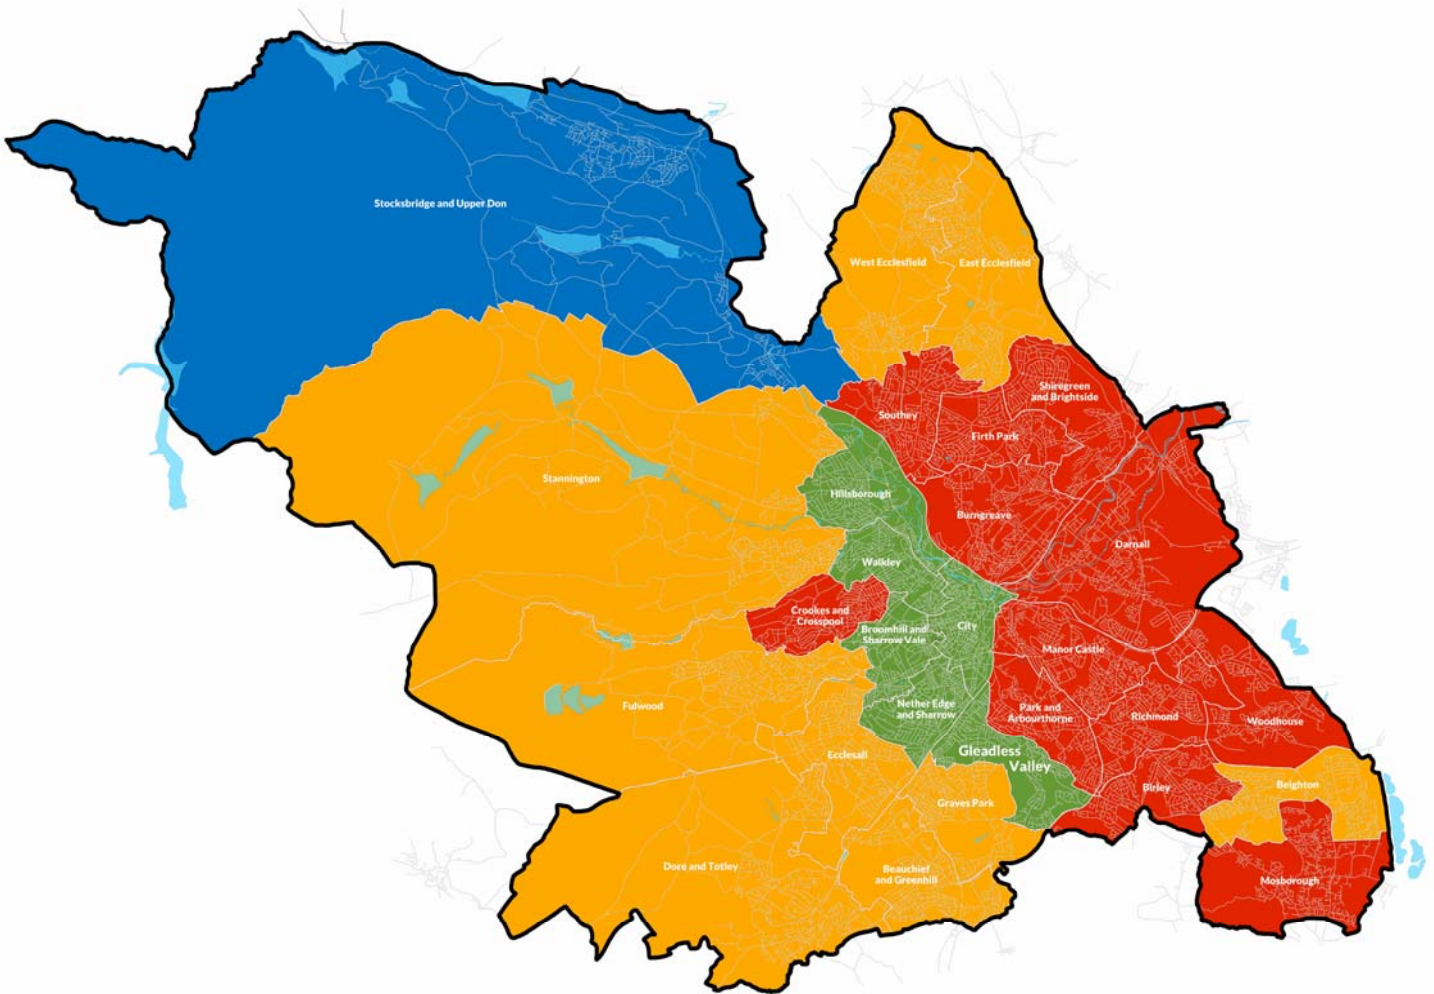 Stocksbridge and Upper Don
West Ecclesfield
East Ecclesfield
Shiregreen
and Brightside
Southey
Firth Park
Stannington
Hillsborough
Burngreave
Darnall
Walkley
Crookes and
Crosspool
Broomhill and
Sharrow Vale
City
Manor Castle
Fulwood
Nether Edge
and Sharrow
Park and
Arbourthorne
Richmond
Woodhouse
Ecclesall
Gleadless
Valley
Graves Park
Birley
Beighton
Dore and Totley
Beauchief
and Greenhill
Mosborough